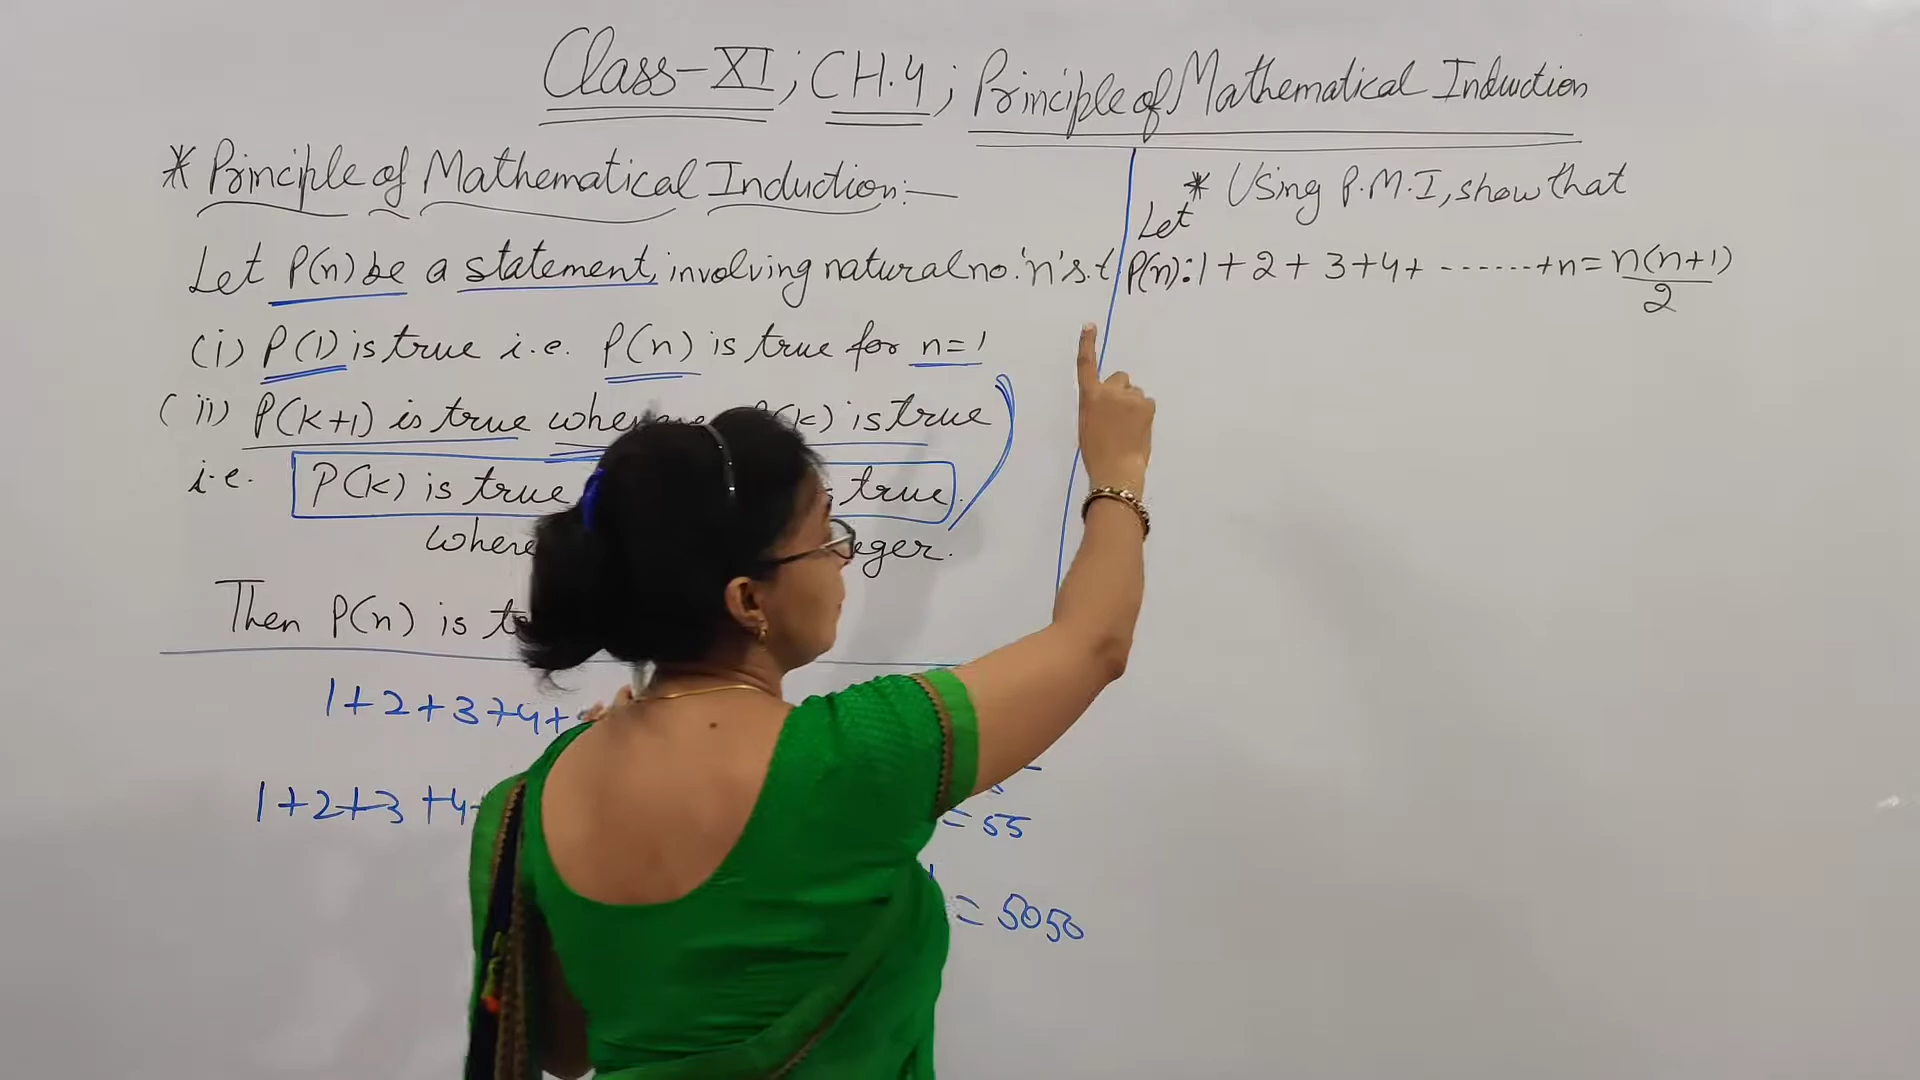 Class-XI; CH.4; Principle of Mathematical Induction
* Principle of Mathematical Induction:-
Let P(n) be a statement, involving natural no. 'n' s.t
(i) P(1) is true i.e. P(n) is true for n=1
(ii) P(k+1) is true P(k) is true
i.e. P(k) is true true.
where
Then P(n) is
1+2+3+4+
1+2+3+4+
= 55
= 5050
* Using P.M.I, show that
Let
P(n): 1+2+3+4+ ------- +n = n(n+1)
2